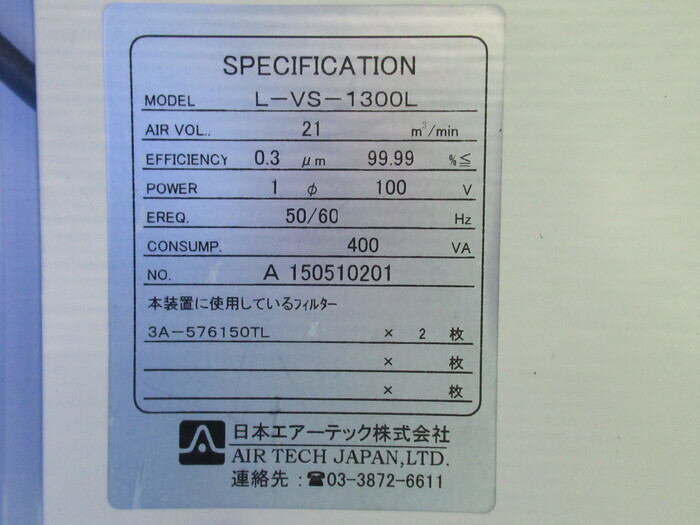 SPECIFICATION
MODEL L-VS-1300L
AIR VOL.. 21 m³/min
EFFICIENCY 0.3 μm 99.99 %≦
POWER 1 φ 100 V
EREQ. 50/60 Hz
CONSUMP. 400 VA
NO. A 150510201
本装置に使用しているフィルター
3A-576150TL × 2 枚
× 枚
× 枚
日本エアーテック株式会社
AIR TECH JAPAN,LTD.
連絡先:☎03-3872-6611